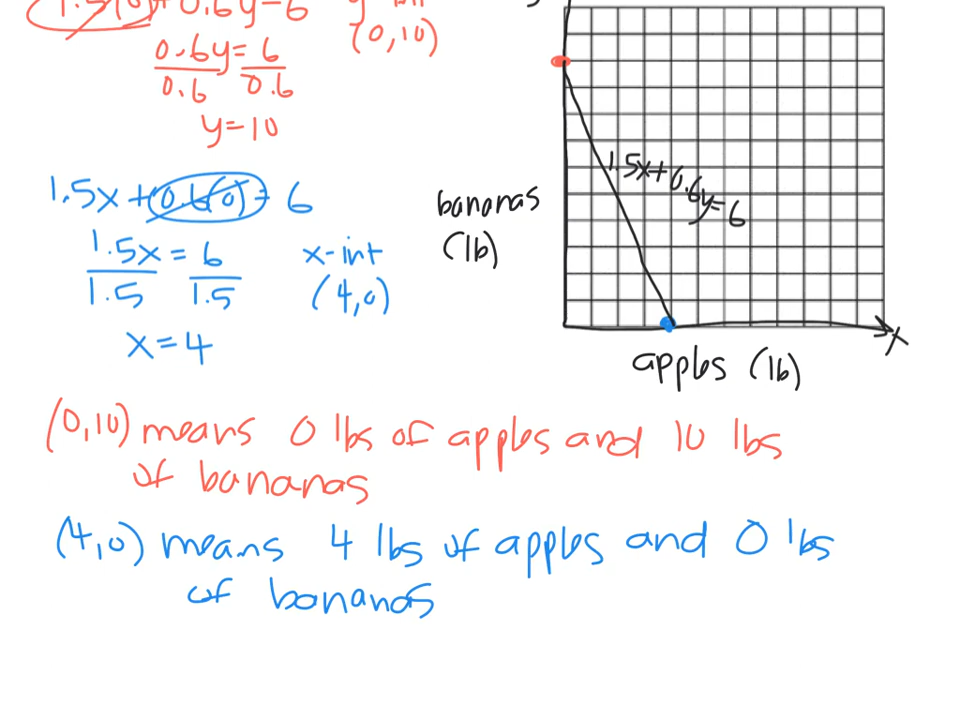 1.5(0)+0.6y=6
(0,10)
0.6y=6
0.6 0.6
y=10
1.5x+0.6(0)=6
1.5x=6
1.5 1.5
x=4
x-int
(4,0)
bananas
(lb)
1.5x+0.6y=6
x
apples (lb)
(0,10) means 0 lbs of apples and 10 lbs
of bananas
(4,0) means 4 lbs of apples and 0 lbs
of bananas